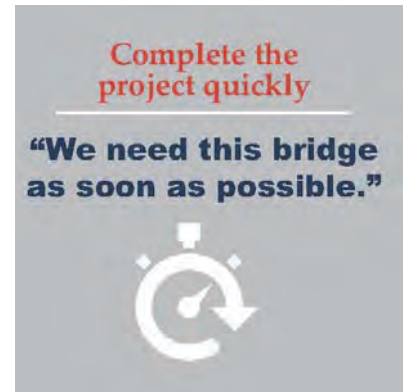 Complete the
project quickly
“We need this bridge
as soon as possible.”